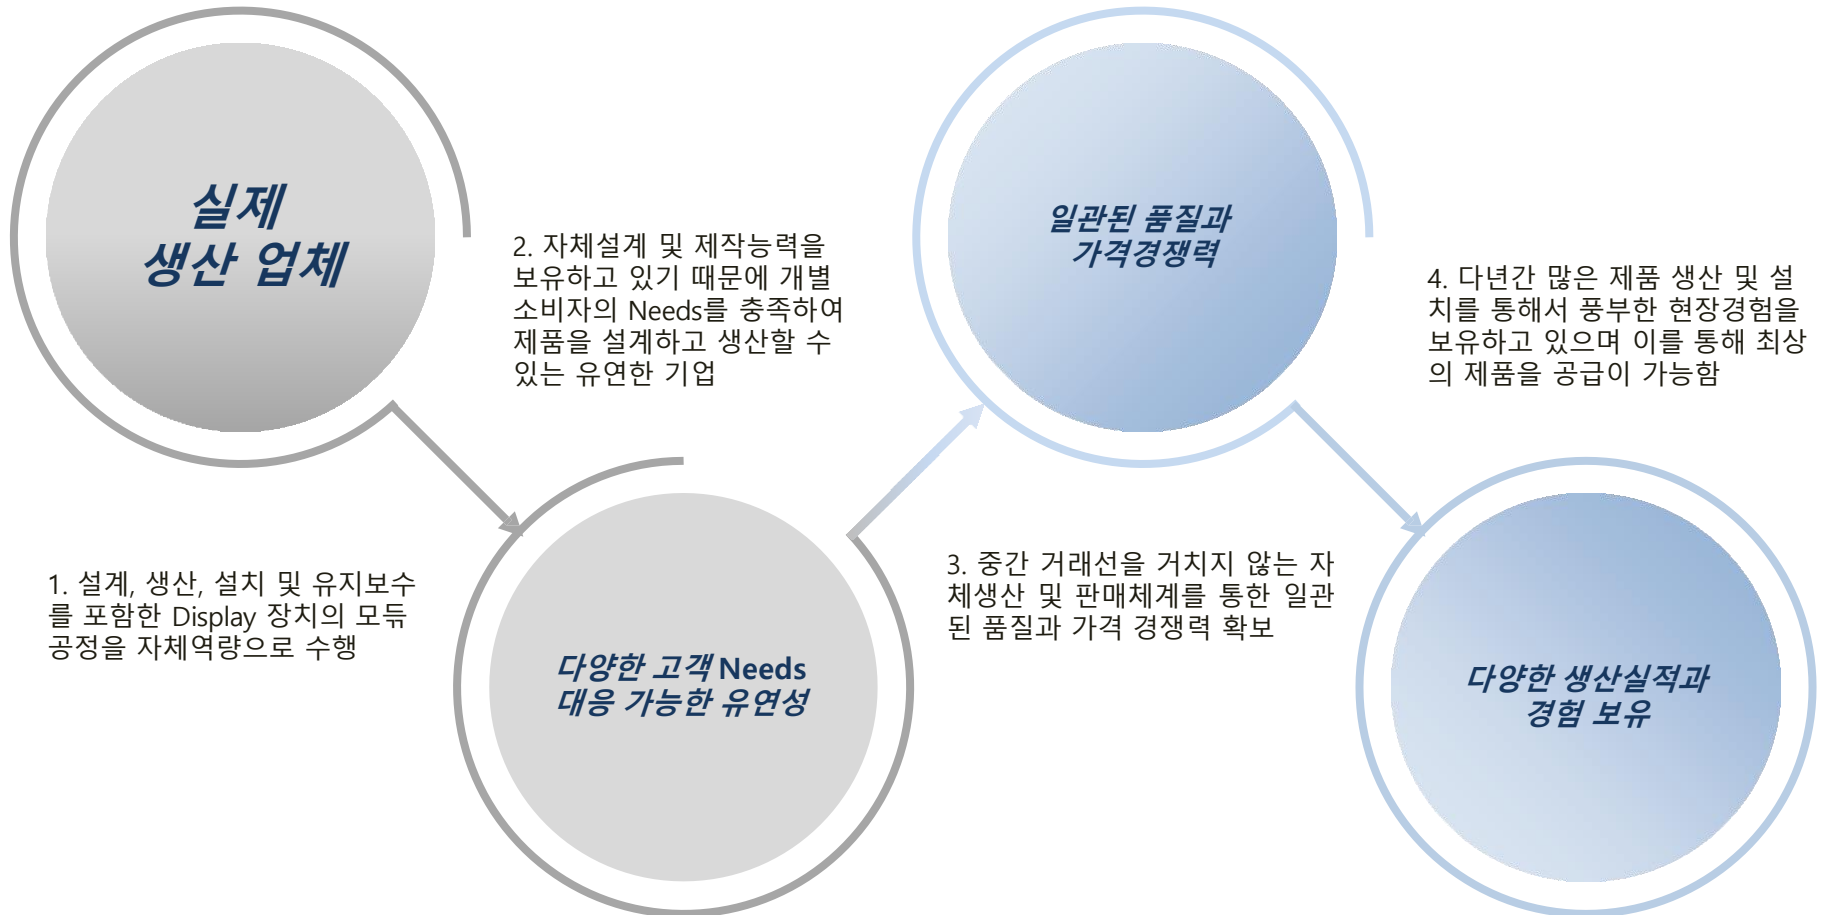 실제
생산 업체
1. 설계, 생산, 설치 및 유지보수
를 포함한 Display 장치의 모듞
공정을 자체역량으로 수행
2. 자체설계 및 제작능력을
보유하고 있기 때문에 개별
소비자의 Needs를 충족하여
제품을 설계하고 생산할 수
있는 유연한 기업
다양한 고객 Needs
대응 가능한 유연성
일관된 품질과
가격경쟁력
3. 중간 거래선을 거치지 않는 자
체생산 및 판매체계를 통한 일관
된 품질과 가격 경쟁력 확보
4. 다년간 많은 제품 생산 및 설
치를 통해서 풍부한 현장경험을
보유하고 있으며 이를 통해 최상
의 제품을 공급이 가능함
다양한 생산실적과
경험 보유